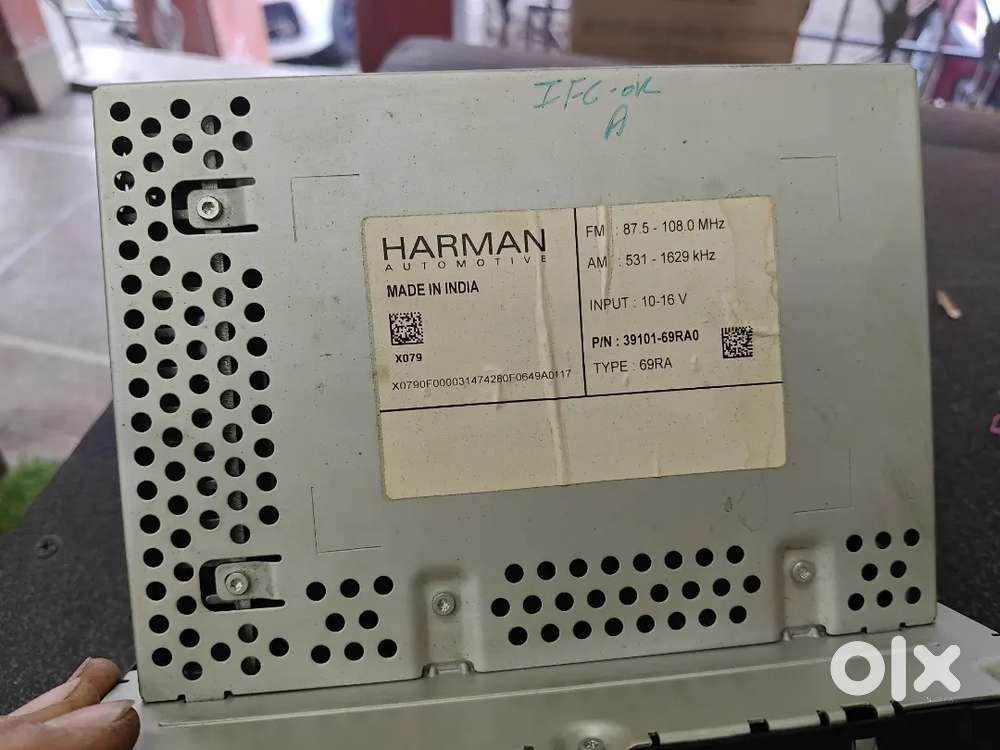 ITC-OK
A
HARMAN
AUTOMOTIVE
MADE IN INDIA
X079
X0790F000031474280F0649A0117
FM : 87.5 - 108.0 MHz
AM : 531 - 1629 kHz
INPUT : 10-16 V
P/N : 39101-69RA0
TYPE : 69RA
olx